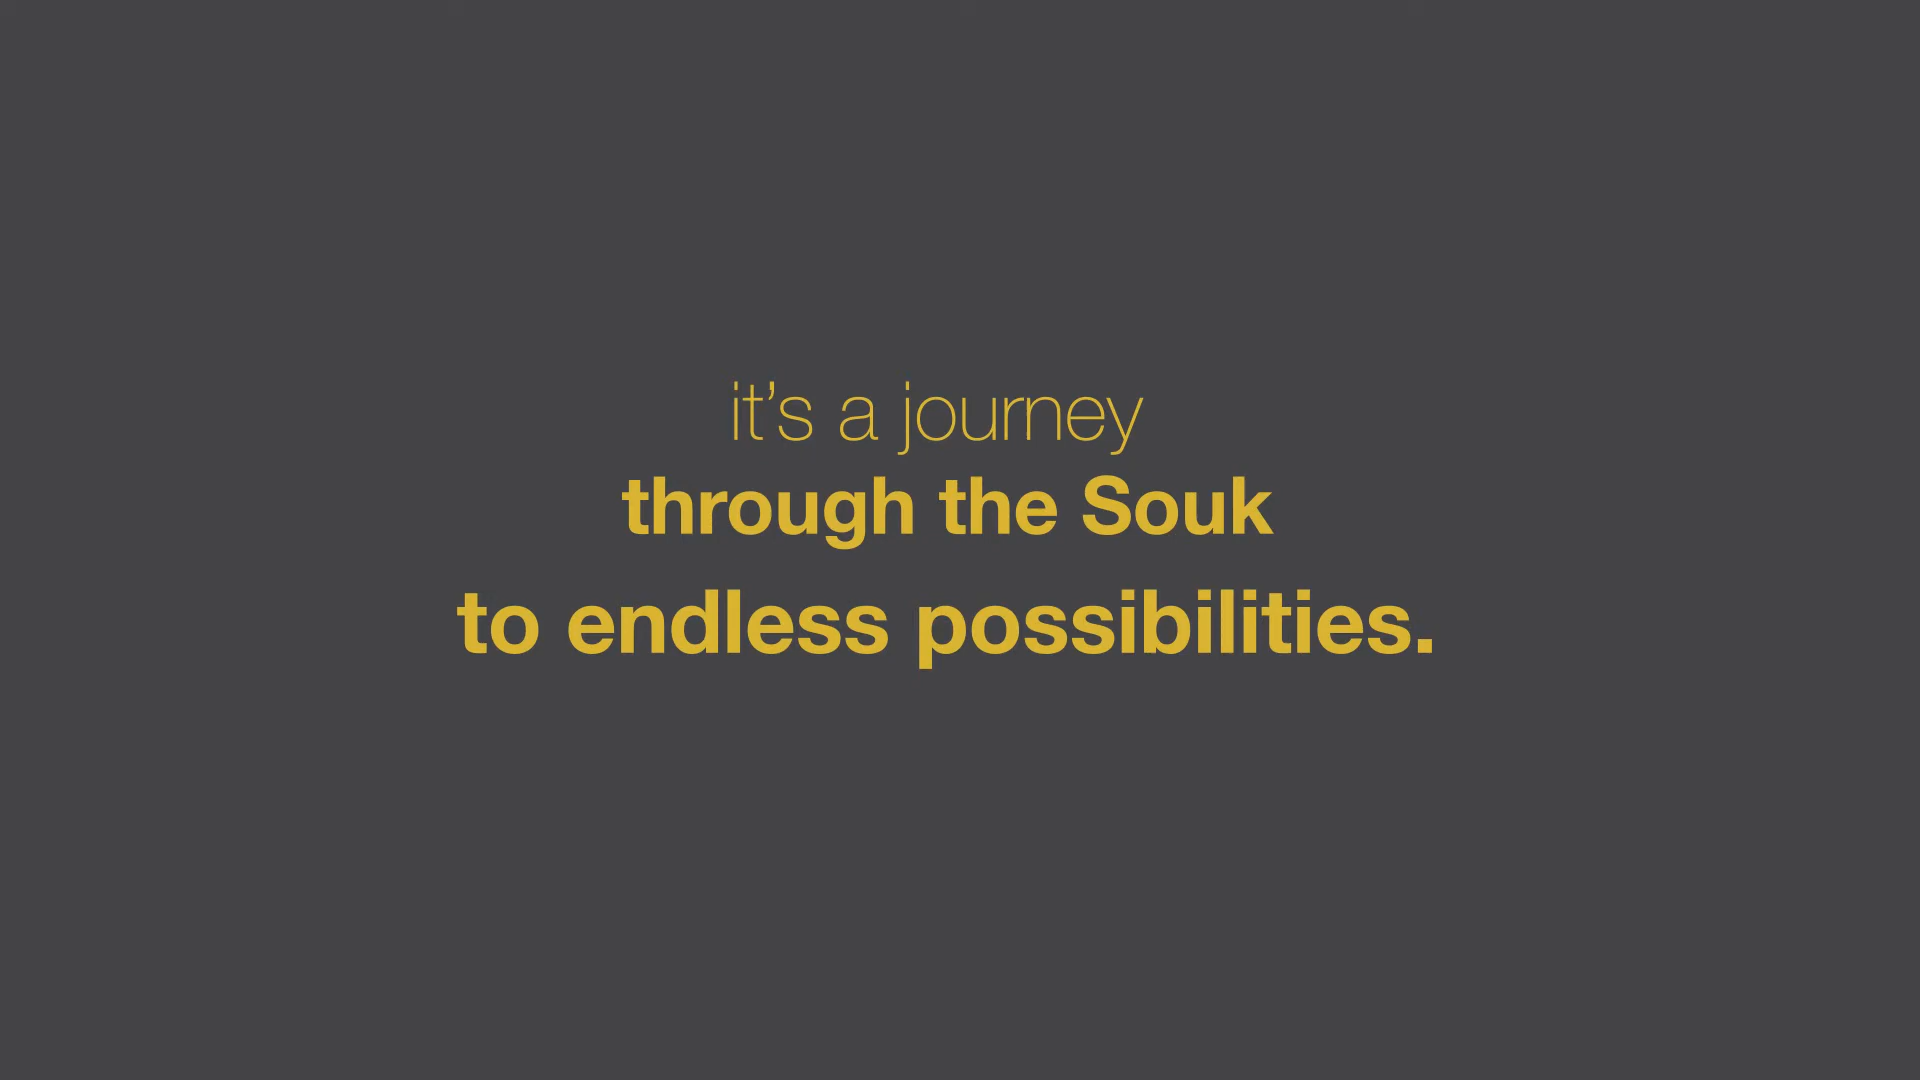 it’s a journey
through the Souk
to endless possibilities.